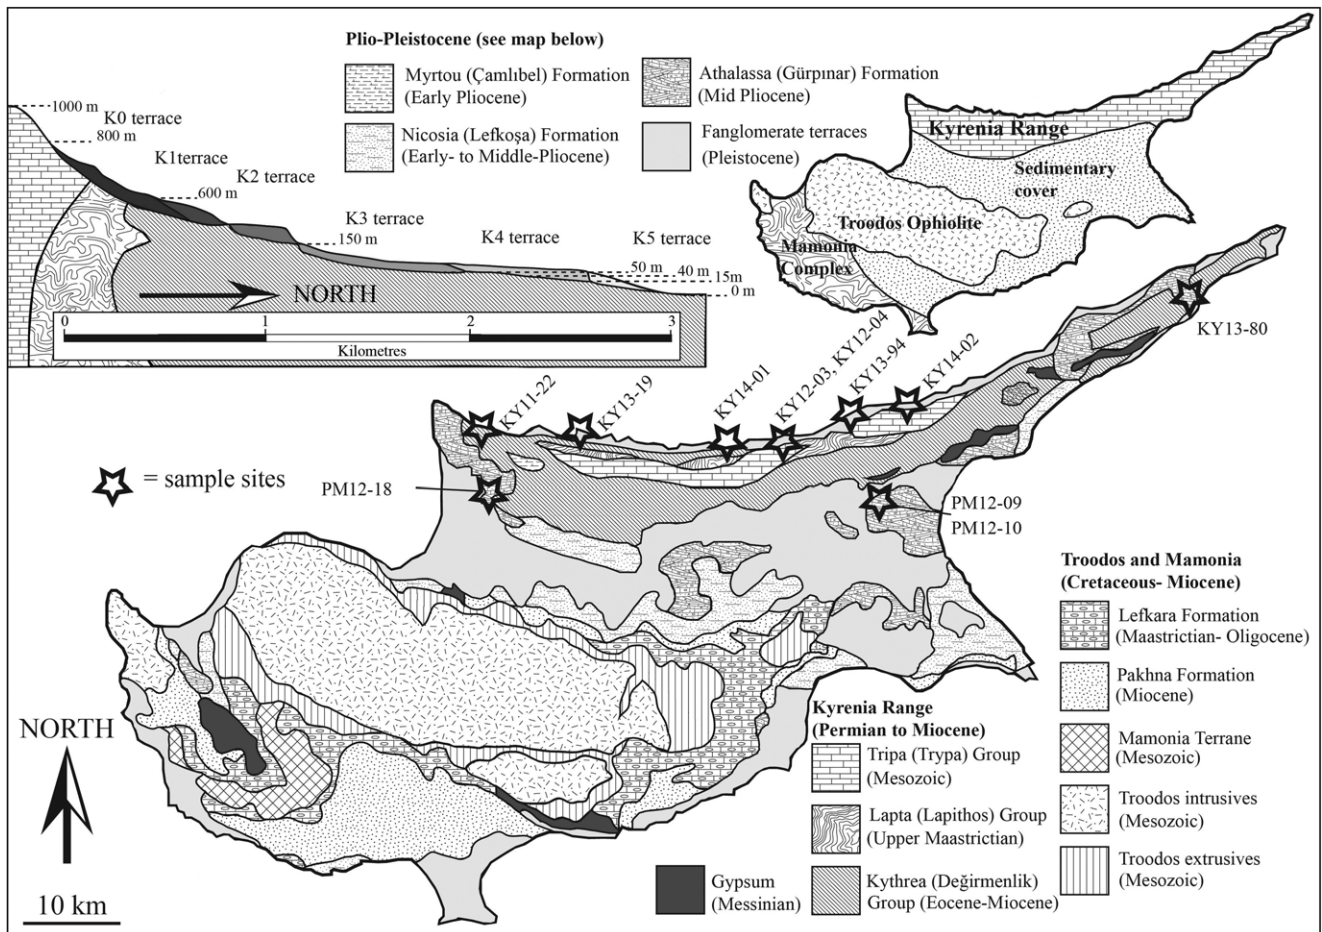 Plio-Pleistocene (see map below)
Myrtou (Çamlıbel) Formation
(Early Pliocene)
Athalassa (Gürpınar) Formation
(Mid Pliocene)
Nicosia (Lefkoşa) Formation
(Early- to Middle-Pliocene)
Fanglomerate terraces
(Pleistocene)
1000 m
K0 terrace
800 m
K1terrace
K2 terrace
600 m
K3 terrace
150 m
K4 terrace
K5 terrace
50 m
40 m
15m
0 m
NORTH
0
1
2
3
Kilometres
Kyrenia Range
Sedimentary
cover
Troodos Ophiolite
Mamonia
Complex
KY11-22
KY13-19
KY14-01
KY12-03, KY12-04
KY13-94
KY14-02
KY13-80
= sample sites
PM12-18
PM12-09
PM12-10
Troodos and Mamonia
(Cretaceous- Miocene)
Lefkara Formation
(Maastrictian- Oligocene)
Pakhna Formation
(Miocene)
Mamonia Terrane
(Mesozoic)
Troodos intrusives
(Mesozoic)
Troodos extrusives
(Mesozoic)
Kyrenia Range
(Permian to Miocene)
Tripa (Trypa) Group
(Mesozoic)
Lapta (Lapithos) Group
(Upper Maastrictian)
Kythrea (Değirmenlik)
Group (Eocene-Miocene)
Gypsum
(Messinian)
NORTH
10 km